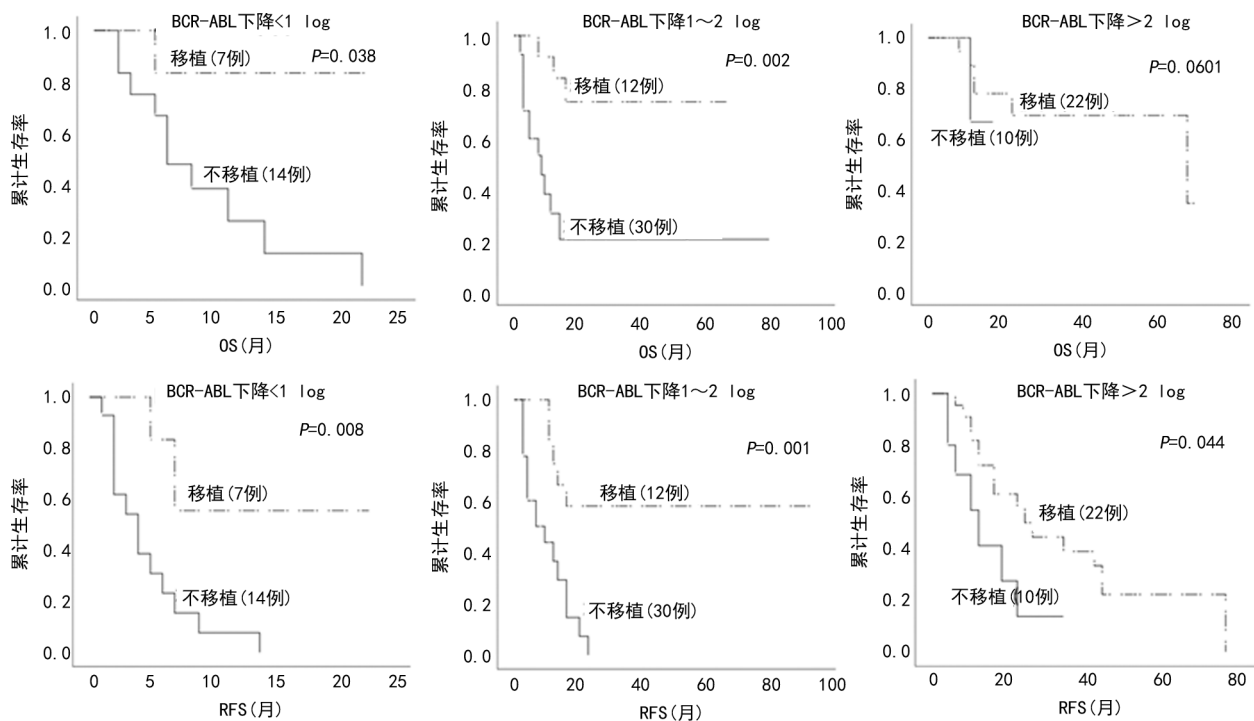 BCR-ABL下降<1 log
P=0.038
移植(7例)
不移植(14例)
累计生存率
1.0
0.8
0.6
0.4
0.2
0.0
0 5 10 15 20 25
OS(月)
BCR-ABL下降1～2 log
P=0.002
移植(12例)
不移植(30例)
累计生存率
1.0
0.8
0.6
0.4
0.2
0.0
0 20 40 60 80 100
OS(月)
BCR-ABL下降>2 log
P=0.0601
移植(22例)
不移植(10例)
累计生存率
1.0
0.8
0.6
0.4
0.2
0.0
0 20 40 60 80
OS(月)
BCR-ABL下降<1 log
P=0.008
移植(7例)
不移植(14例)
累计生存率
1.0
0.8
0.6
0.4
0.2
0.0
0 5 10 15 20 25
RFS(月)
BCR-ABL下降1～2 log
P=0.001
移植(12例)
不移植(30例)
累计生存率
1.0
0.8
0.6
0.4
0.2
0.0
0 20 40 60 80 100
RFS(月)
BCR-ABL下降>2 log
P=0.044
移植(22例)
不移植(10例)
累计生存率
1.0
0.8
0.6
0.4
0.2
0.0
0 20 40 60 80
RFS(月)